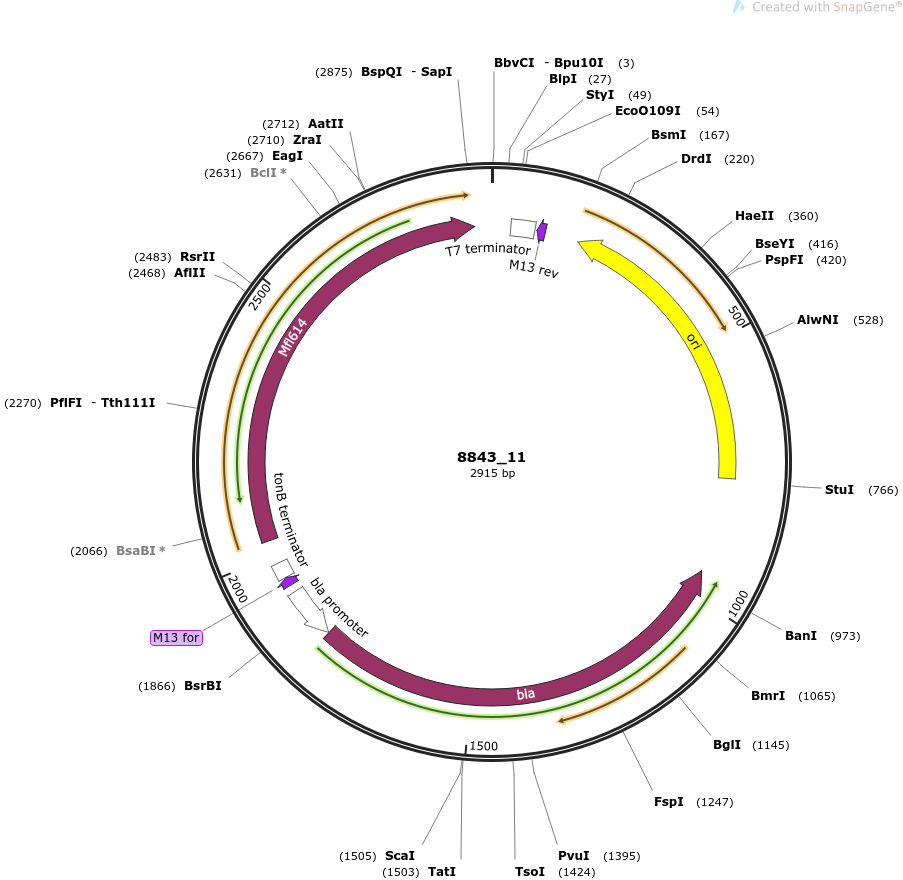 Created with SnapGene®
(2875) BspQI - SapI
BbvCI - Bpu10I (3)
BlpI (27)
StyI (49)
EcoO109I (54)
BsmI (167)
DrdI (220)
HaeII (360)
BseYI (416)
PspFI (420)
AlwNI (528)
StuI (766)
BanI (973)
BmrI (1065)
BglI (1145)
FspI (1247)
PvuI (1395)
TsoI (1424)
(1503) TatI
(1505) ScaI
(1866) BsrBI
M13 for
(2066) BsaBI *
(2270) PflFI - Tth111I
(2468) AflII
(2483) RsrII
(2631) BclI *
(2667) EagI
(2710) ZraI
(2712) AatII
500
1000
1500
2000
2500
T7 terminator
M13 rev
ori
bla
bla promoter
tonB terminator
Mfl614
8843_11
2915 bp